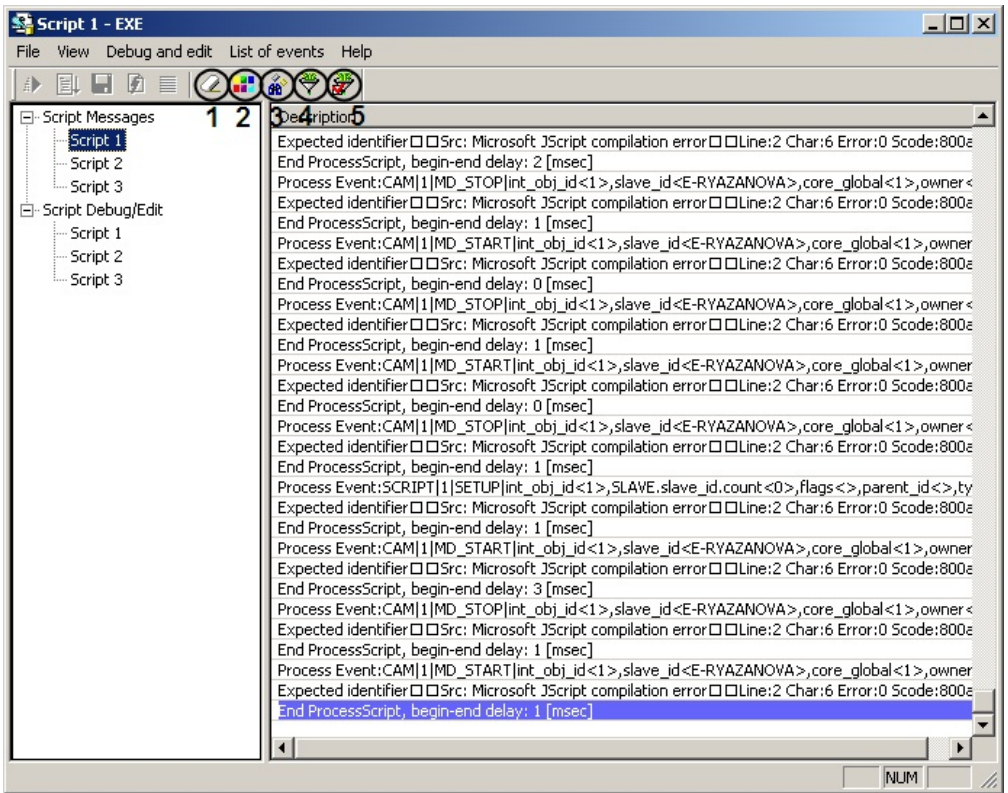 Script 1 - EXE
File View Debug and edit List of events Help
1 2 3 4 5
Script Messages
Script 1
Script 2
Script 3
Script Debug/Edit
Script 1
Script 2
Script 3
Description
Expected identifier□□Src: Microsoft JScript compilation error□□Line:2 Char:6 Error:0 Scode:800a
End ProcessScript, begin-end delay: 2 [msec]
Process Event:CAM|1|MD_STOP|int_obj_id<1>,slave_id<E-RYAZANOVA>,core_global<1>,owner<
Expected identifier□□Src: Microsoft JScript compilation error□□Line:2 Char:6 Error:0 Scode:800a
End ProcessScript, begin-end delay: 1 [msec]
Process Event:CAM|1|MD_START|int_obj_id<1>,slave_id<E-RYAZANOVA>,core_global<1>,owner
Expected identifier□□Src: Microsoft JScript compilation error□□Line:2 Char:6 Error:0 Scode:800a
End ProcessScript, begin-end delay: 0 [msec]
Process Event:CAM|1|MD_STOP|int_obj_id<1>,slave_id<E-RYAZANOVA>,core_global<1>,owner<
Expected identifier□□Src: Microsoft JScript compilation error□□Line:2 Char:6 Error:0 Scode:800a
End ProcessScript, begin-end delay: 1 [msec]
Process Event:CAM|1|MD_START|int_obj_id<1>,slave_id<E-RYAZANOVA>,core_global<1>,owner
Expected identifier□□Src: Microsoft JScript compilation error□□Line:2 Char:6 Error:0 Scode:800a
End ProcessScript, begin-end delay: 0 [msec]
Process Event:CAM|1|MD_STOP|int_obj_id<1>,slave_id<E-RYAZANOVA>,core_global<1>,owner<
Expected identifier□□Src: Microsoft JScript compilation error□□Line:2 Char:6 Error:0 Scode:800a
End ProcessScript, begin-end delay: 1 [msec]
Process Event:SCRIPT|1|SETUP|int_obj_id<1>,SLAVE.slave_id.count<0>,flags<>,parent_id<>,ty
Expected identifier□□Src: Microsoft JScript compilation error□□Line:2 Char:6 Error:0 Scode:800a
End ProcessScript, begin-end delay: 1 [msec]
Process Event:CAM|1|MD_START|int_obj_id<1>,slave_id<E-RYAZANOVA>,core_global<1>,owner
Expected identifier□□Src: Microsoft JScript compilation error□□Line:2 Char:6 Error:0 Scode:800a
End ProcessScript, begin-end delay: 3 [msec]
Process Event:CAM|1|MD_STOP|int_obj_id<1>,slave_id<E-RYAZANOVA>,core_global<1>,owner<
Expected identifier□□Src: Microsoft JScript compilation error□□Line:2 Char:6 Error:0 Scode:800a
End ProcessScript, begin-end delay: 1 [msec]
Process Event:CAM|1|MD_START|int_obj_id<1>,slave_id<E-RYAZANOVA>,core_global<1>,owner
Expected identifier□□Src: Microsoft JScript compilation error□□Line:2 Char:6 Error:0 Scode:800a
End ProcessScript, begin-end delay: 1 [msec]
NUM